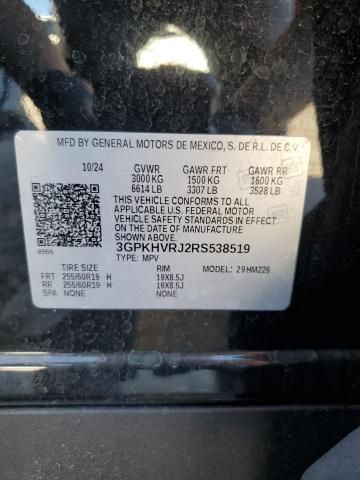 MFD BY GENERAL MOTORS DE MEXICO, S. DE R.L. DE C.V.
10/24 GVWR GAWR FRT GAWR RR
3000 KG 1500 KG 1600 KG
6614 LB 3307 LB 3528 LB
THIS VEHICLE CONFORMS TO ALL
APPLICABLE U.S. FEDERAL MOTOR
VEHICLE SAFETY STANDARDS IN
EFFECT ON THE DATE OF
MANUFACTURE SHOWN ABOVE.
3GPKHVRJ2RS538519
8555 TYPE: MPV
TIRE SIZE RIM MODEL: 29HM226
FRT 255/60R19 H 19X8.5J
RR 255/60R19 H 19X8.5J
SPA NONE NONE